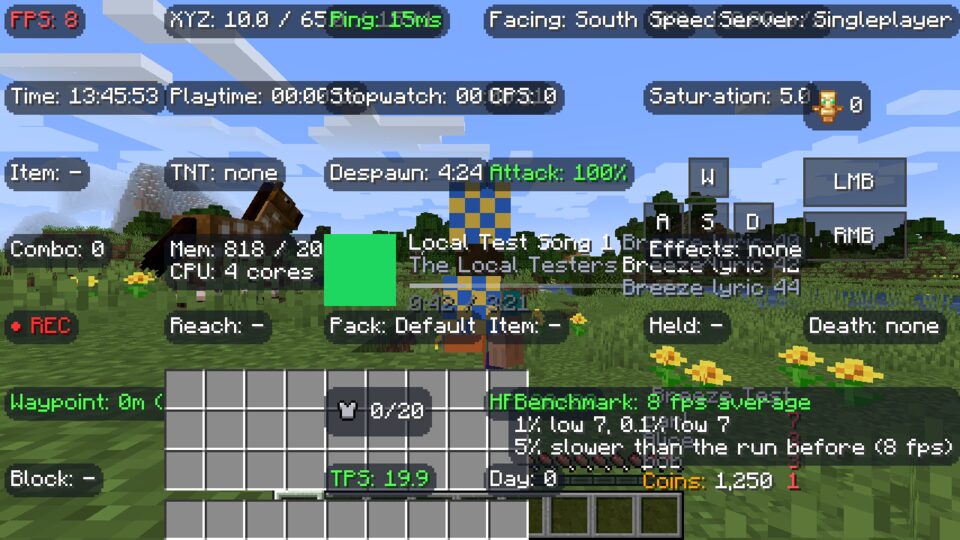 FPS: 8
XYZ: 10.0 / 65
Ping: 15ms
Facing: South
Speed
Server: Singleplayer
Time: 13:45:53
Playtime: 00:00
Stopwatch: 00
CPS: 0
Saturation: 5.0
0
Item: -
TNT: none
Despawn: 4:24
Attack: 100%
W
LMB
A S D
RMB
Combo: 0
Mem: 818 / 20
CPU: 4 cores
Local Test Song 1
The Local Testers
0:42 / 3:21
Effects: none
Breeze lyric 42
Breeze lyric 44
REC
Reach: -
Pack: Default
Item: -
Held: -
Death: none
Waypoint: 0m (
0/20
Breeze Test
Benchmark: 8 fps average
1% low 7, 0.1% low 7
5% slower than the run before (8 fps)
Block: -
TPS: 19.9
Day: 0
Coins: 1,250 1